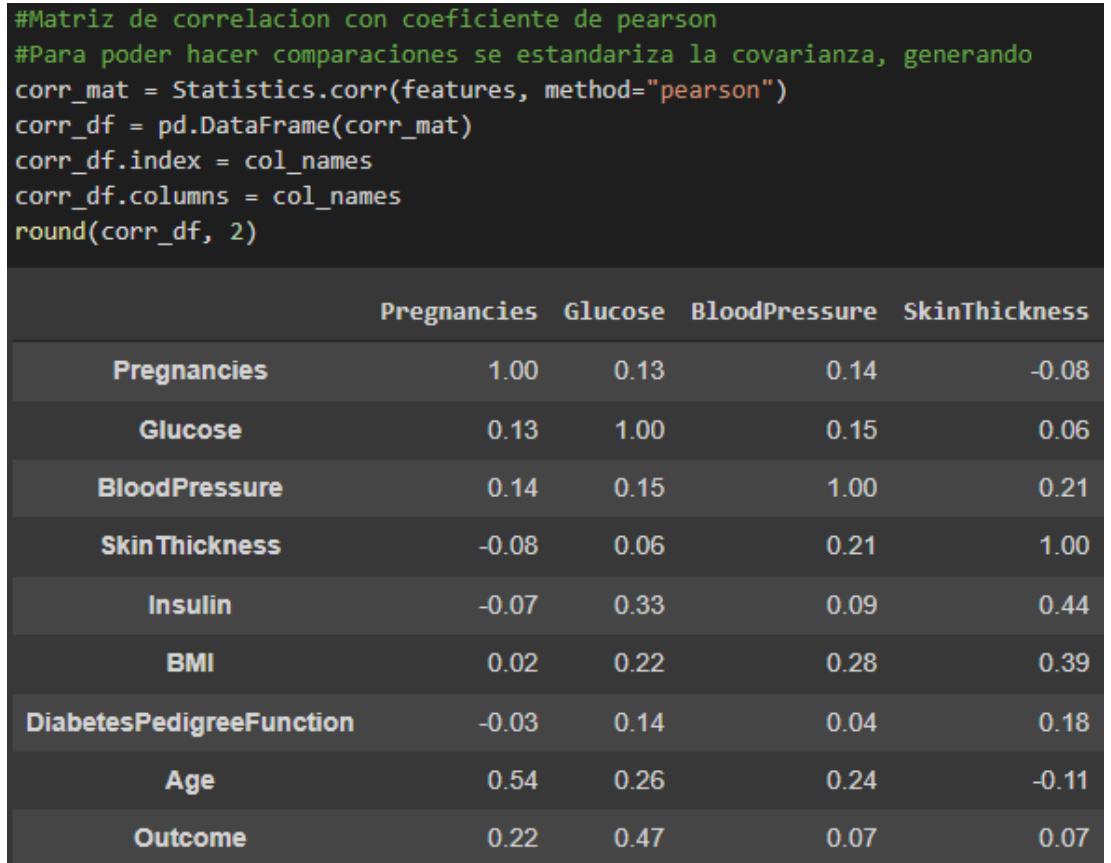 #Matriz de correlacion con coeficiente de pearson
#Para poder hacer comparaciones se estandariza la covarianza, generando
corr_mat = Statistics.corr(features, method="pearson")
corr_df = pd.DataFrame(corr_mat)
corr_df.index = col_names
corr_df.columns = col_names
round(corr_df, 2)
Pregnancies Glucose BloodPressure SkinThickness
Pregnancies 1.00 0.13 0.14 -0.08
Glucose 0.13 1.00 0.15 0.06
BloodPressure 0.14 0.15 1.00 0.21
SkinThickness -0.08 0.06 0.21 1.00
Insulin -0.07 0.33 0.09 0.44
BMI 0.02 0.22 0.28 0.39
DiabetesPedigreeFunction -0.03 0.14 0.04 0.18
Age 0.54 0.26 0.24 -0.11
Outcome 0.22 0.47 0.07 0.07